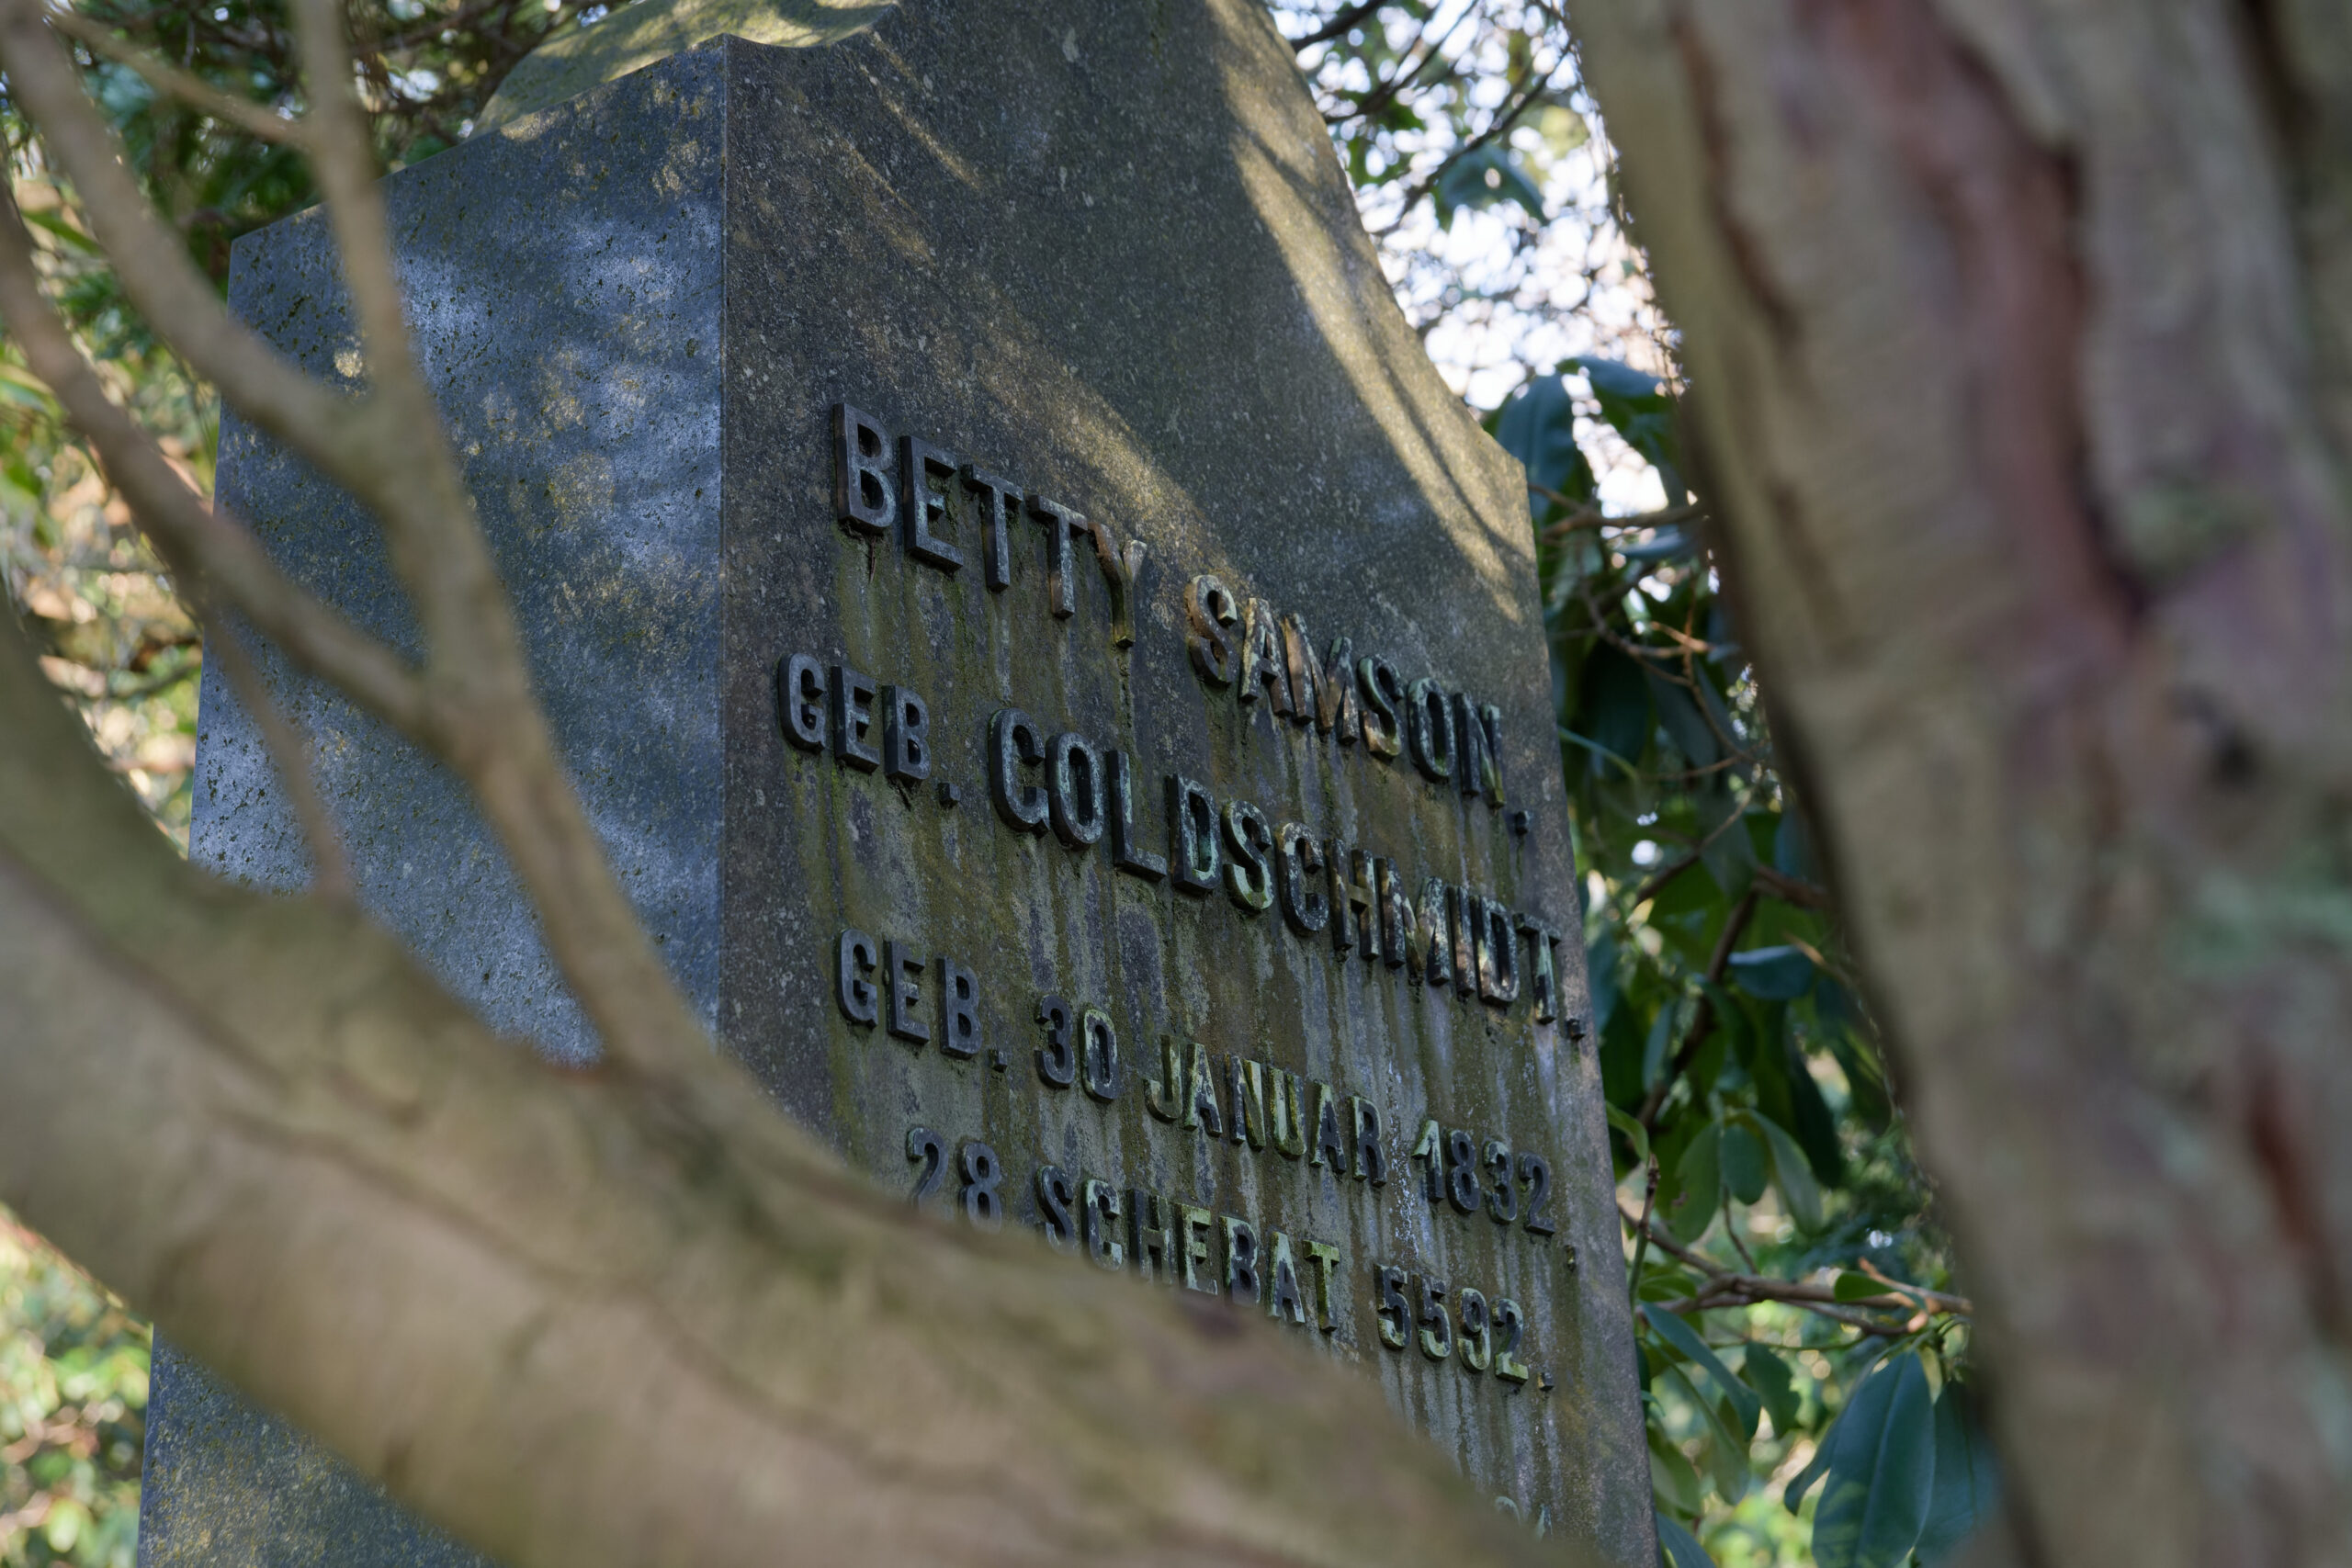 BETTY SAMSON.
GEB. GOLDSCHMIDT.
GEB. 30 JANUAR 1832,
28 SCHEBAT 5592.